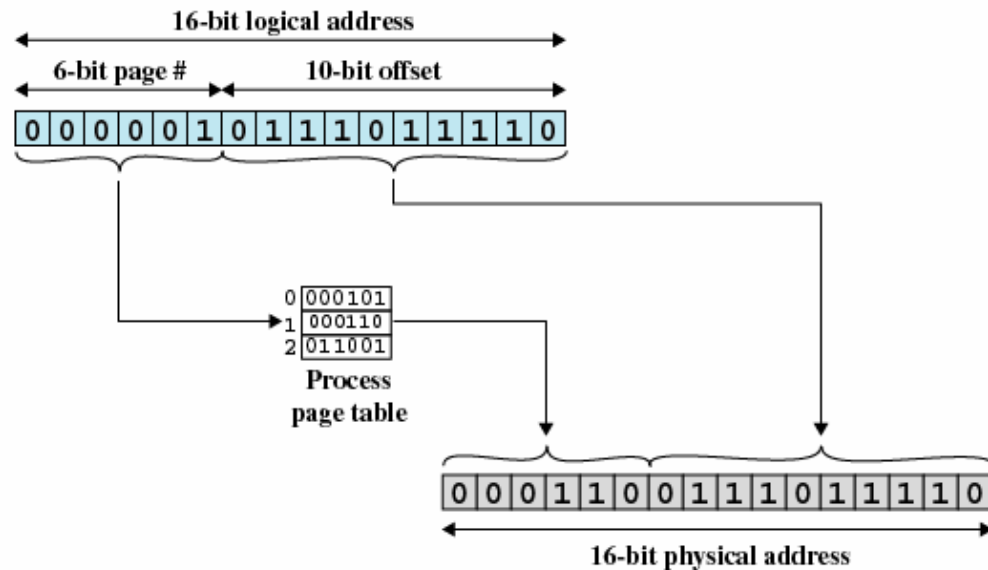 16-bit logical address
6-bit page # 10-bit offset
0 0 0 0 0 1 0 1 1 1 0 1 1 1 1 0
0 000101
1 000110
2 011001
Process
page table
0 0 0 1 1 0 0 1 1 1 0 1 1 1 1 0
16-bit physical address